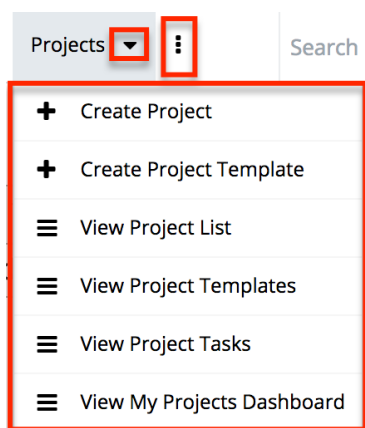 Projects Search
Create Project
Create Project Template
View Project List
View Project Templates
View Project Tasks
View My Projects Dashboard